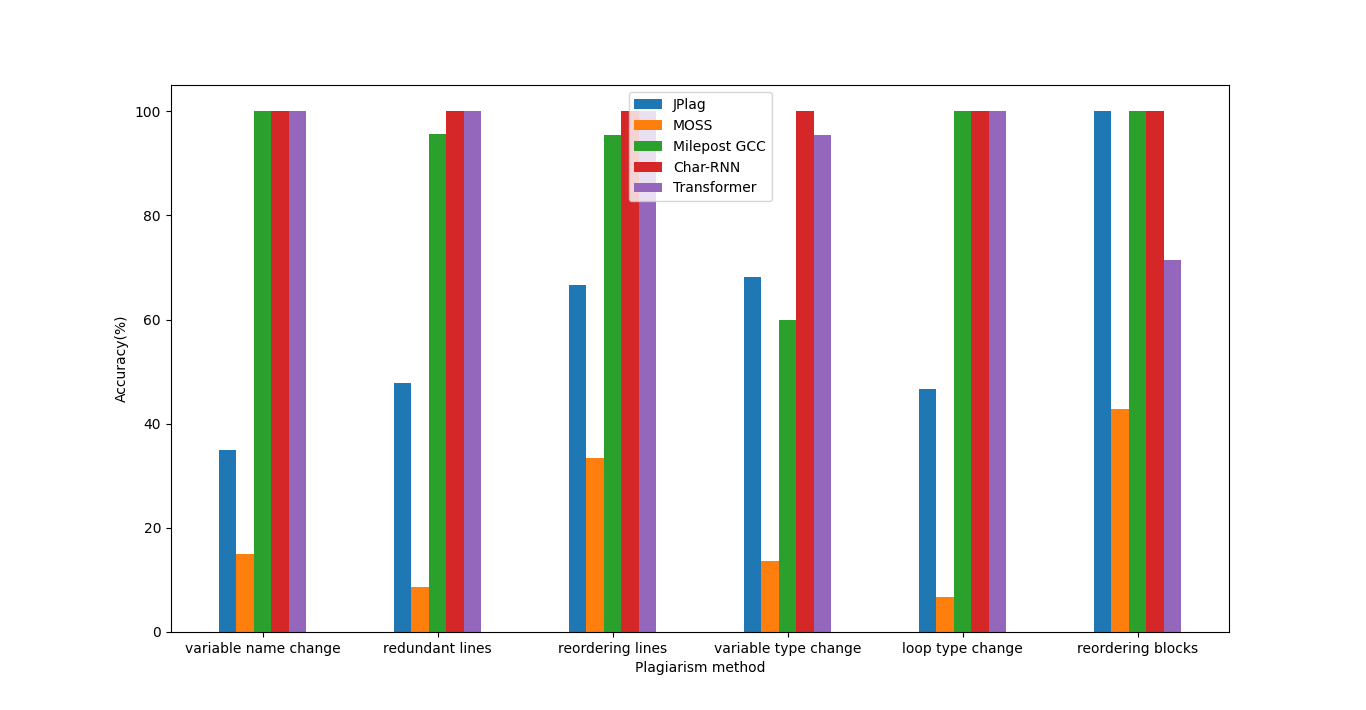 100
80
60
40
20
0
Accuracy(%)
JPlag
MOSS
Milepost GCC
Char-RNN
Transformer
variable name change redundant lines reordering lines variable type change loop type change reordering blocks
Plagiarism method